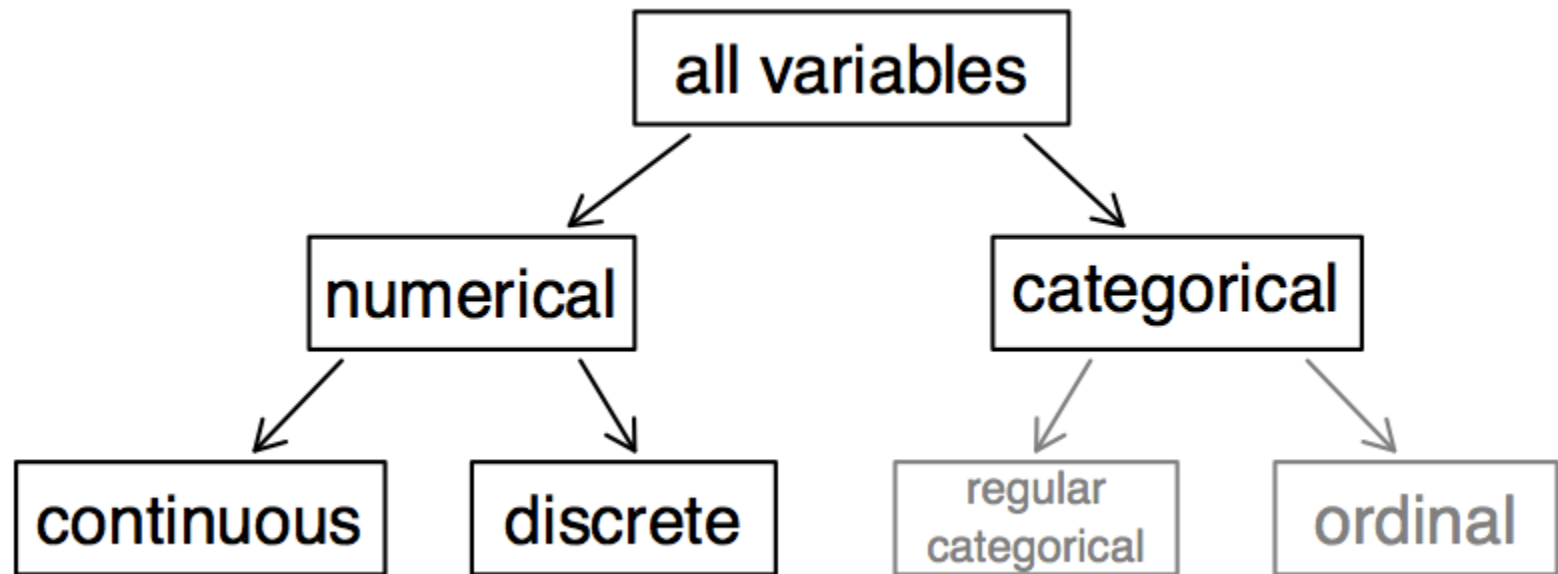 all variables
numerical
categorical
continuous
discrete
regular
categorical
ordinal